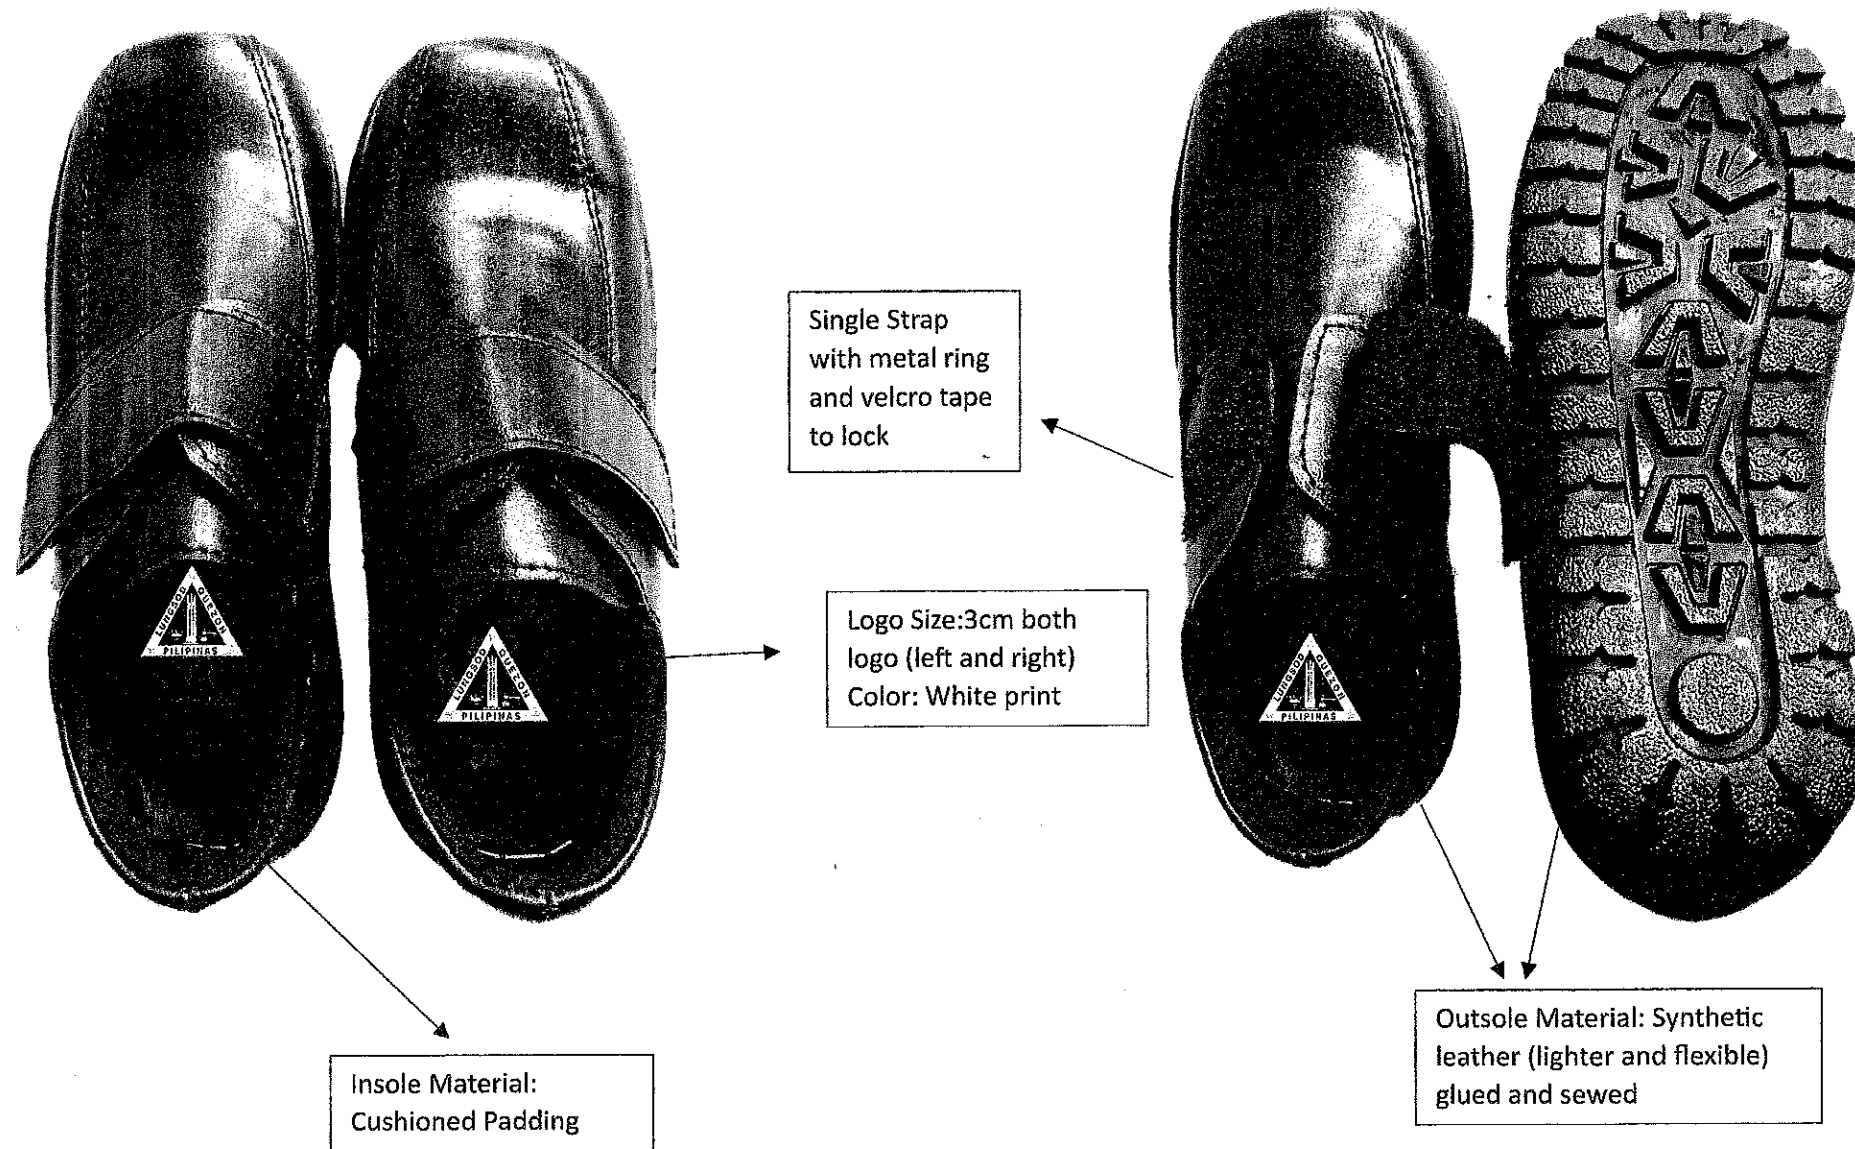 Single Strap
with metal ring
and velcro tape
to lock
Logo Size:3cm both
logo (left and right)
Color: White print
Insole Material:
Cushioned Padding
Outsole Material: Synthetic
leather (lighter and flexible)
glued and sewed
LUNGSOD QUEZON
PILIPINAS
LUNGSOD QUEZON
PILIPINAS
LUNGSOD QUEZON
PILIPINAS